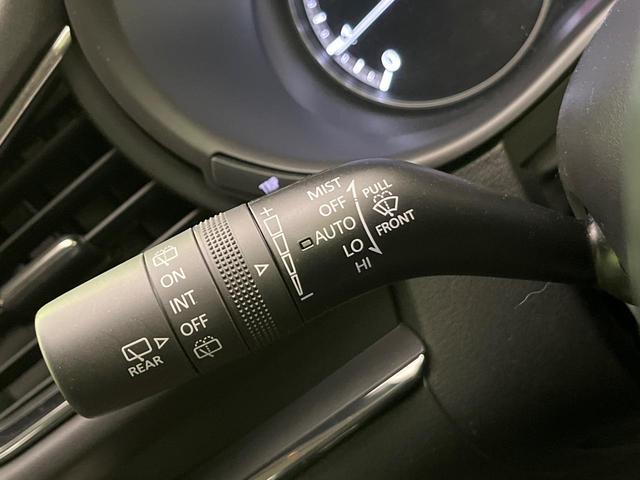 MIST
OFF
AUTO
LO
HI
PULL
FRONT
+
-
ON
INT
OFF
REAR